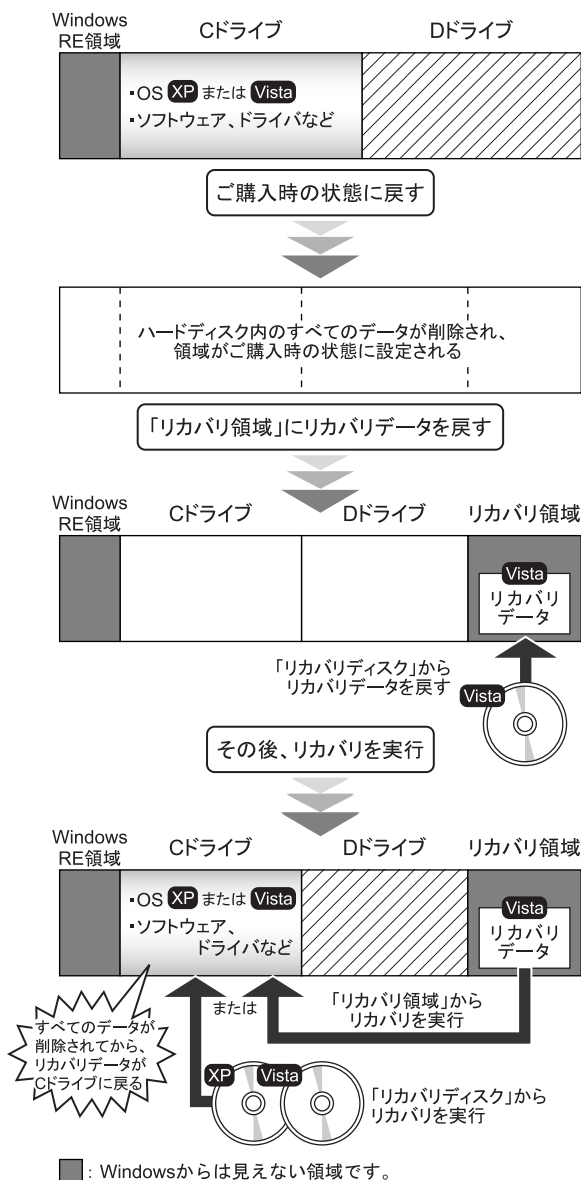 Windows
RE領域
Cドライブ
Dドライブ
▪OS XP または Vista
▪ソフトウェア、ドライバなど
ご購入時の状態に戻す
ハードディスク内のすべてのデータが削除され、
領域がご購入時の状態に設定される
「リカバリ領域」にリカバリデータを戻す
Windows
RE領域
Cドライブ
Dドライブ
リカバリ領域
Vista
リカバリ
データ
「リカバリディスク」から
リカバリデータを戻す
Vista
その後、リカバリを実行
Windows
RE領域
Cドライブ
Dドライブ
リカバリ領域
▪OS XP または Vista
▪ソフトウェア、
ドライバなど
Vista
リカバリ
データ
または
「リカバリ領域」から
リカバリを実行
すべてのデータが
削除されてから、
リカバリデータが
Cドライブに戻る
XP
Vista
「リカバリディスク」から
リカバリを実行
: Windowsからは見えない領域です。